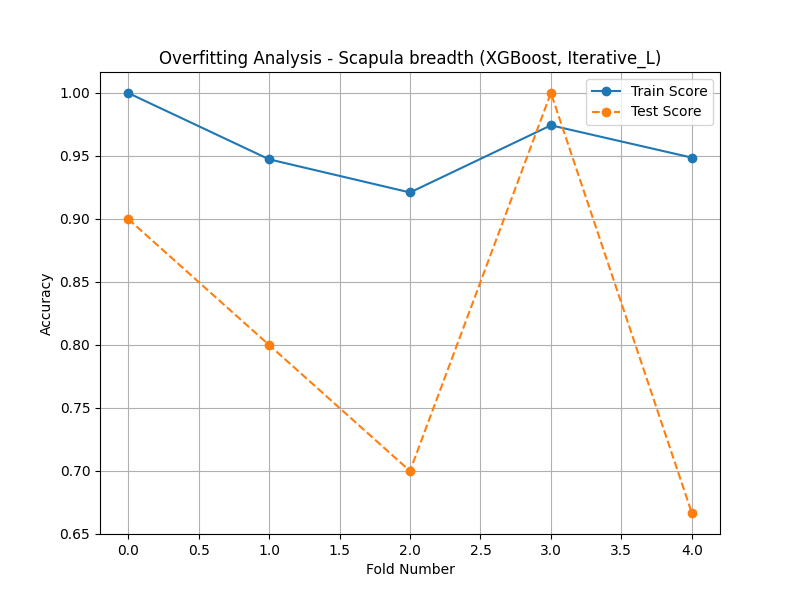 Overfitting Analysis - Scapula breadth (XGBoost, Iterative_L)
Train Score
Test Score
1.00
0.95
0.90
0.85
0.80
0.75
0.70
0.65
Accuracy
0.0 0.5 1.0 1.5 2.0 2.5 3.0 3.5 4.0
Fold Number